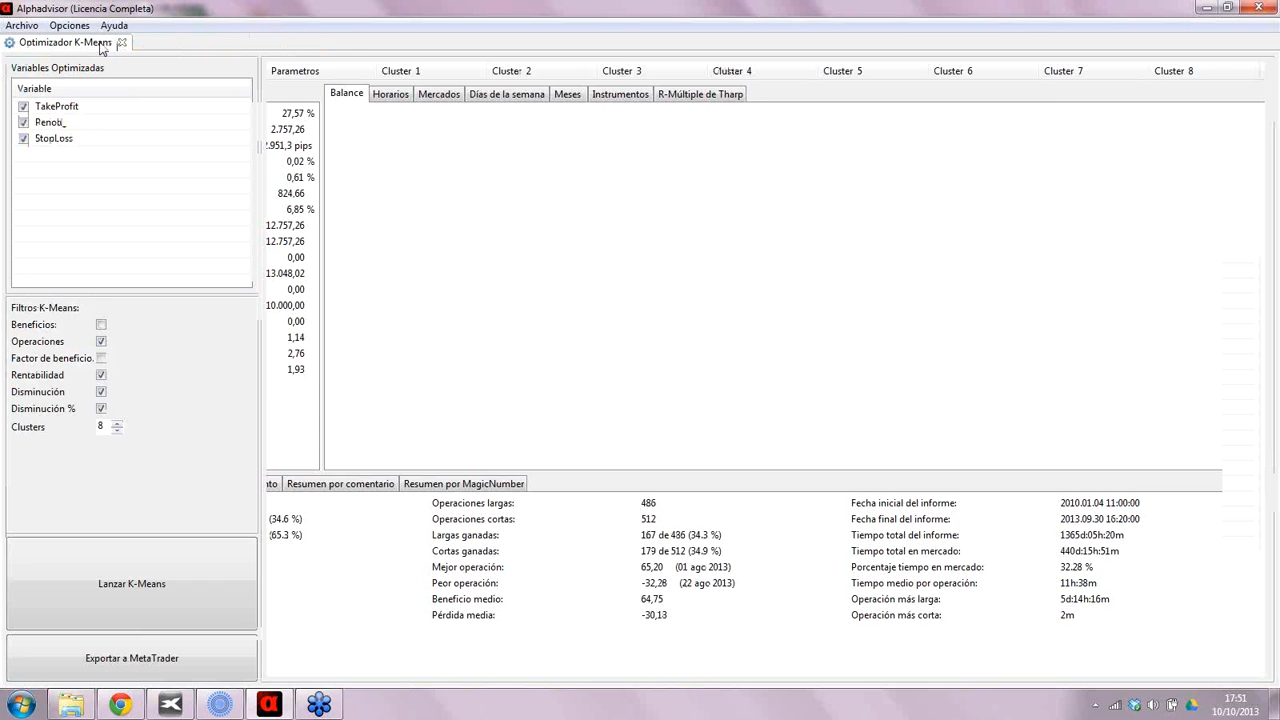 Alphadvisor (Licencia Completa)
Archivo Opciones Ayuda
Optimizador K-Means
Variables Optimizadas
Variable
TakeProfit
StopLoss
Filtros K-Means:
Beneficios:
Operaciones
Factor de beneficio.
Rentabilidad
Disminución
Disminución %
Clusters 8
Lanzar K-Means
Exportar a MetaTrader
Parametros Cluster 1 Cluster 2 Cluster 3 Cluster 4 Cluster 5 Cluster 6 Cluster 7 Cluster 8
Balance Horarios Mercados Días de la semana Meses Instrumentos R-Múltiple de Tharp
27,57 %
2.757,26
2.951,3 pips
0,02 %
0,61 %
824.66
6,85 %
12.757,26
12.757,26
0,00
13.048,02
0,00
10.000,00
0,00
1,14
2,76
1,93
nto Resumen por comentario Resumen por MagicNumber
Operaciones largas: 486 Fecha inicial del informe: 2010.01.04 11:00:00
(34.6 %) Operaciones cortas: 512 Fecha final del informe: 2013.09.30 16:20:00
(65.3 %) Largas ganadas: 167 de 486 (34.3 %) Tiempo total del informe: 1365d:05h:20m
Cortas ganadas: 179 de 512 (34.9 %) Tiempo total en mercado: 440d:15h:51m
Mejor operación: 65,20 (01 ago 2013) Porcentaje tiempo en mercado: 32.28 %
Peor operación: -32,28 (22 ago 2013) Tiempo medio por operación: 11h:38m
Beneficio medio: 64,75 Operación más larga: 5d:14h:16m
Pérdida media: -30,13 Operación más corta: 2m
17:51
10/10/2013